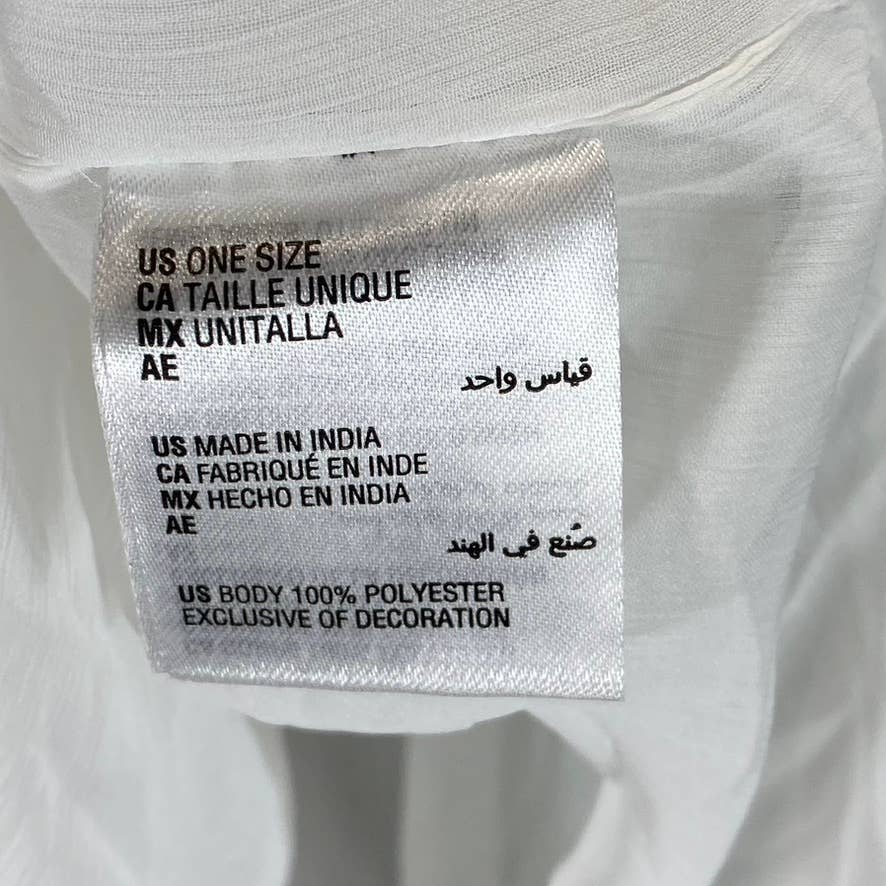 US ONE SIZE
CA TAILLE UNIQUE
MX UNITALLA
AE
قياس واحد
US MADE IN INDIA
CA FABRIQUÉ EN INDE
MX HECHO EN INDIA
AE
صُنع في الهند
US BODY 100% POLYESTER
EXCLUSIVE OF DECORATION